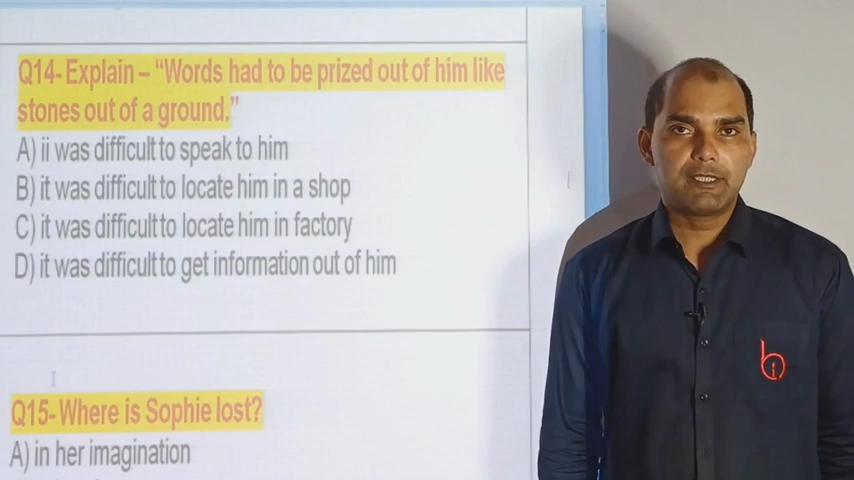 Q14- Explain – “Words had to be prized out of him like
stones out of a ground.”
A) ii was difficult to speak to him
B) it was difficult to locate him in a shop
C) it was difficult to locate him in factory
D) it was difficult to get information out of him
Q15- Where is Sophie lost?
A) in her imagination